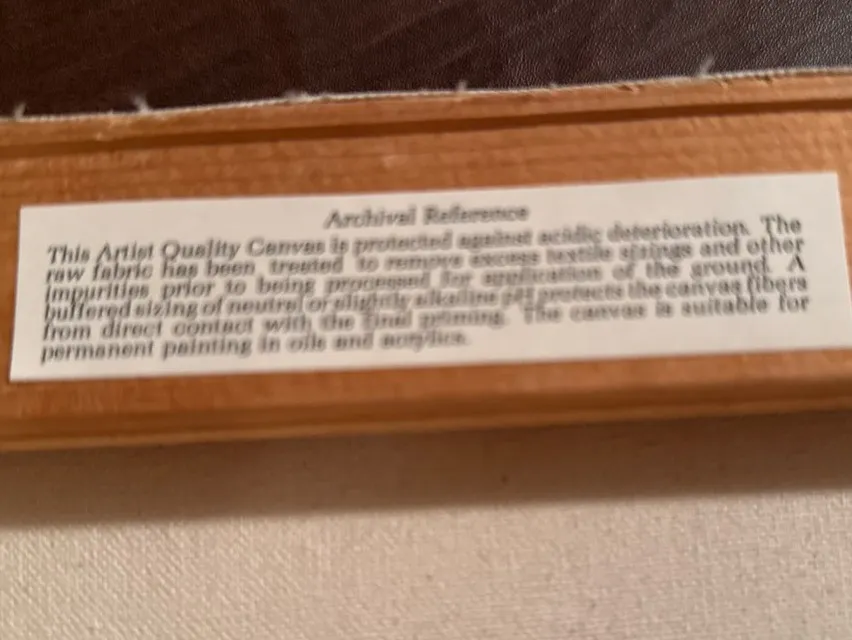 Archival Reference
This Artist Quality Canvas is protected against acidic deterioration. The
raw fabric has been treated to remove excess textile sizings and other
impurities prior to being processed for application of the ground. A
buffered sizing of neutral or slightly alkaline pH protects the canvas fibers
from direct contact with the final priming. The canvas is suitable for
permanent painting in oils and acrylics.